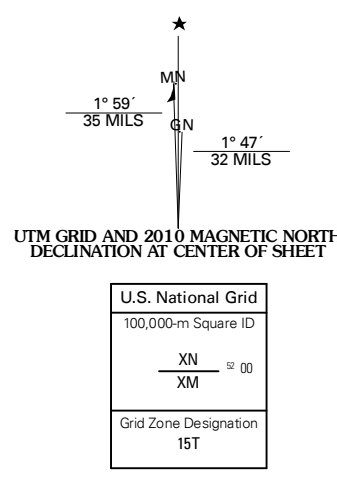 MN
1° 59´
35 MILS
GN
1° 47´
32 MILS
UTM GRID AND 2010 MAGNETIC NORTH
DECLINATION AT CENTER OF SHEET
U.S. National Grid
100,000-m Square ID
XN
52 00
XM
Grid Zone Designation
15T